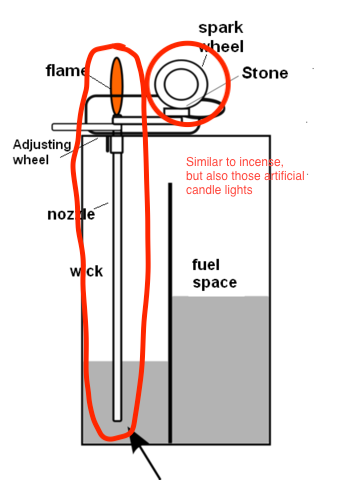 spark
wheel
flame
Stone
Adjusting
wheel
Similar to incense,
but also those artificial
candle lights
nozzle
wick
fuel
space